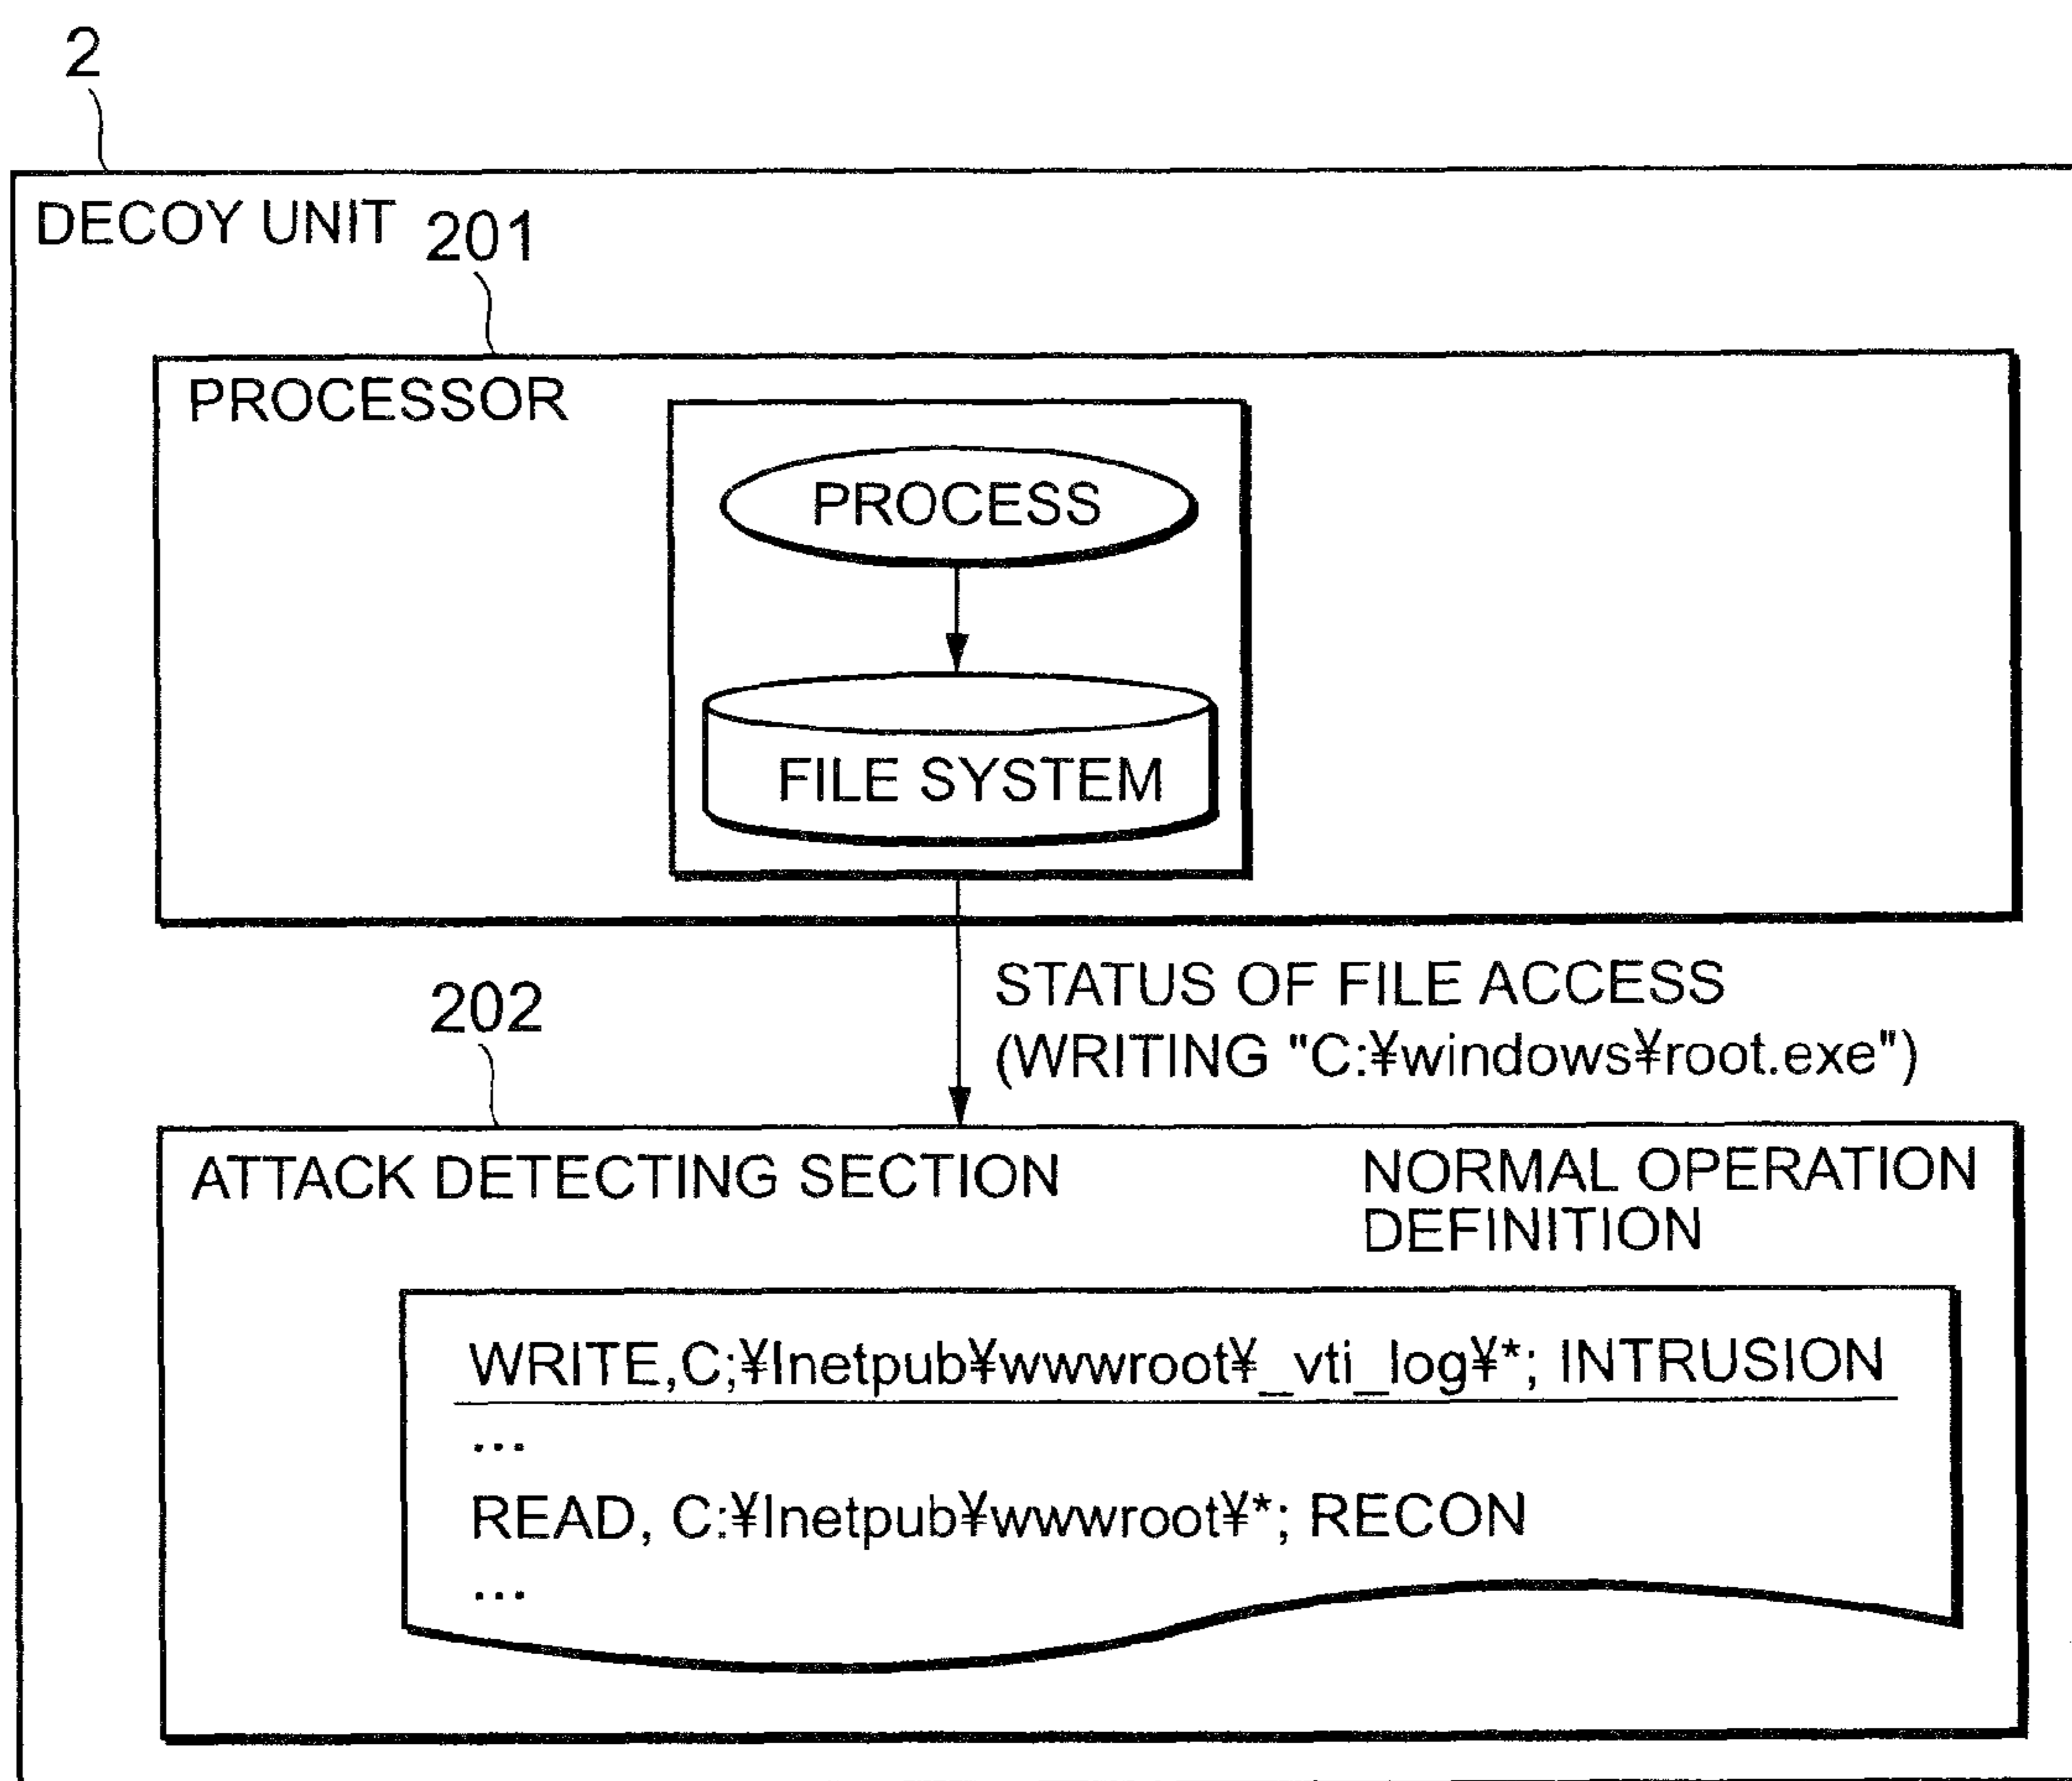 2
DECOY UNIT
201
PROCESSOR
PROCESS
FILE SYSTEM
STATUS OF FILE ACCESS
(WRITING "C:¥windows¥root.exe")
202
ATTACK DETECTING SECTION
NORMAL OPERATION
DEFINITION
WRITE,C;¥Inetpub¥wwwroot¥_vti_log¥*; INTRUSION
...
READ, C:¥Inetpub¥wwwroot¥*; RECON
...